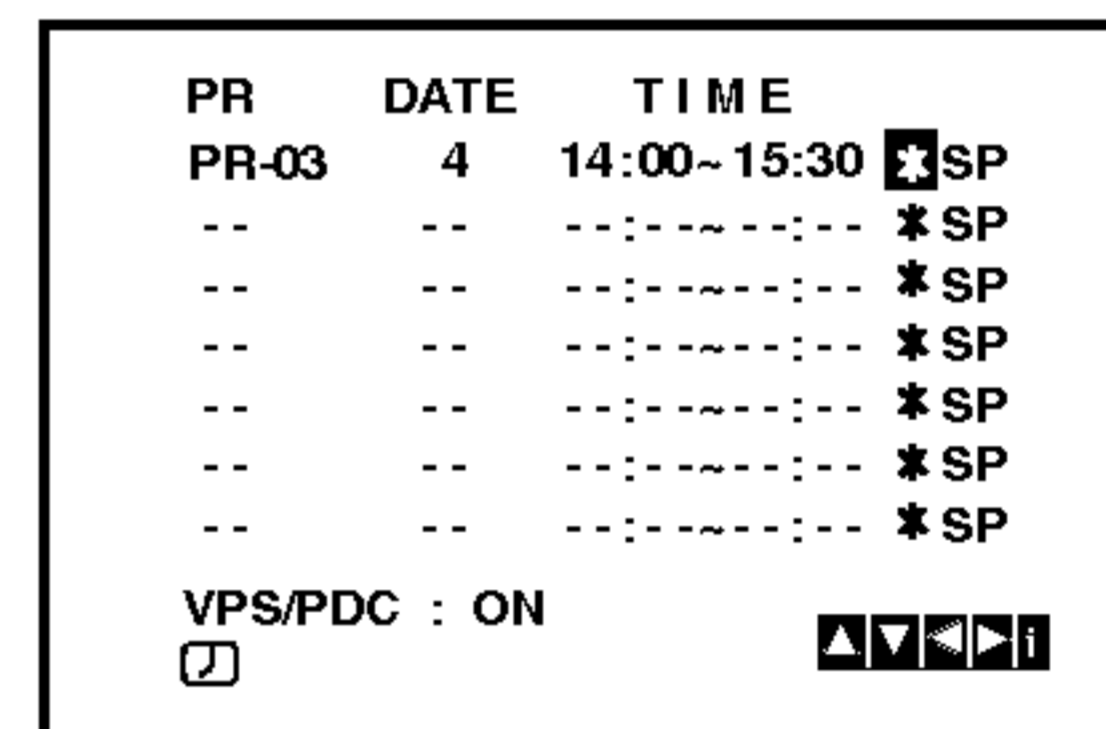 PR DATE TIME
PR-03 4 14:00~15:30 *SP
-- -- --:--~--:-- *SP
-- -- --:--~--:-- *SP
-- -- --:--~--:-- *SP
-- -- --:--~--:-- *SP
-- -- --:--~--:-- *SP
-- -- --:--~--:-- *SP
VPS/PDC : ON
▲▼◀▶i